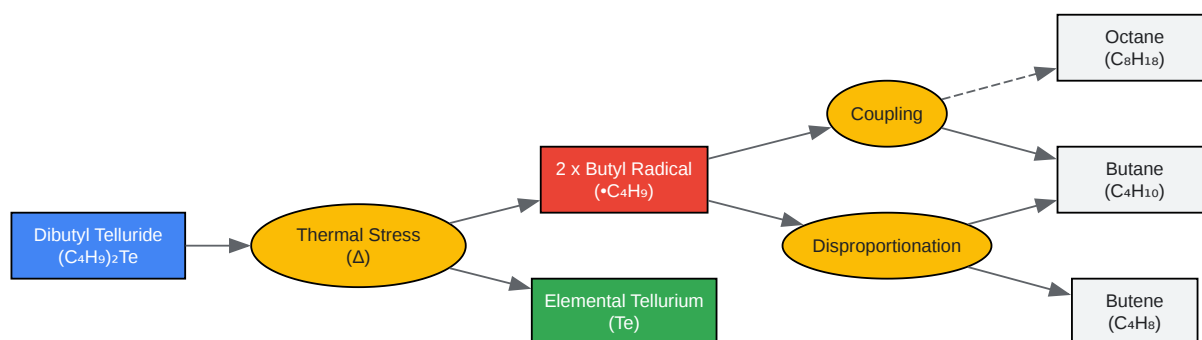 Dibutyl Telluride
(C₄H₉)₂Te
Thermal Stress
(Δ)
2 x Butyl Radical
(•C₄H₉)
Elemental Tellurium
(Te)
Coupling
Disproportionation
Octane
(C₈H₁₈)
Butane
(C₄H₁₀)
Butene
(C₄H₈)